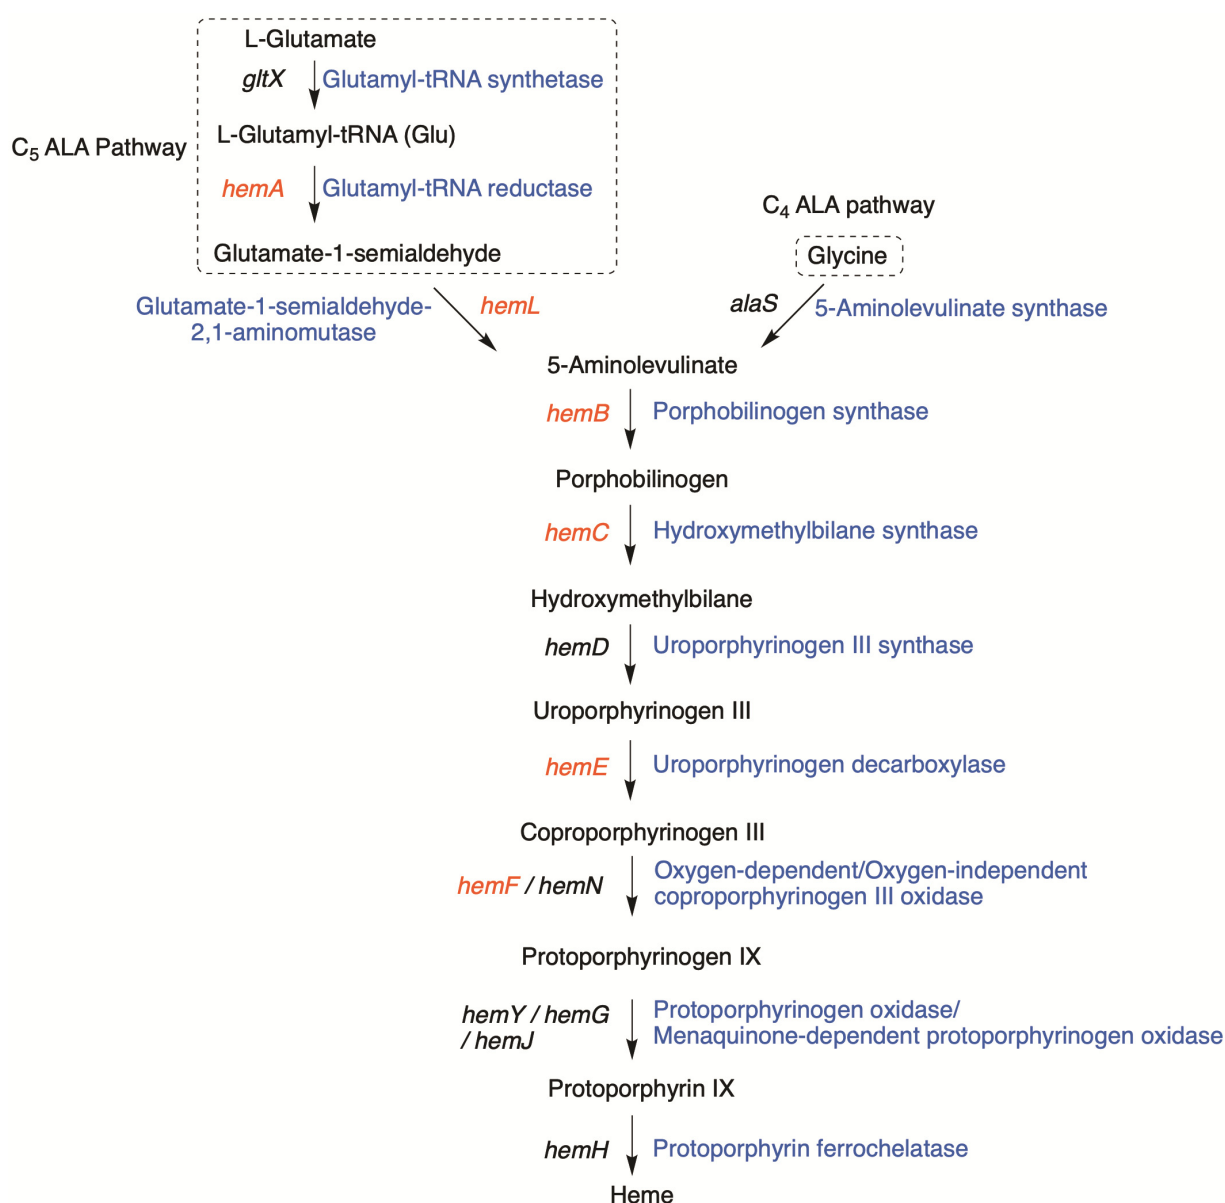 L-Glutamate
gltX
Glutamyl-tRNA synthetase
L-Glutamyl-tRNA (Glu)
C₅ ALA Pathway
hemA
Glutamyl-tRNA reductase
Glutamate-1-semialdehyde
C₄ ALA pathway
Glycine
Glutamate-1-semialdehyde-
2,1-aminomutase
hemL
alaS
5-Aminolevulinate synthase
5-Aminolevulinate
hemB
Porphobilinogen synthase
Porphobilinogen
hemC
Hydroxymethylbilane synthase
Hydroxymethylbilane
hemD
Uroporphyrinogen III synthase
Uroporphyrinogen III
hemE
Uroporphyrinogen decarboxylase
Coproporphyrinogen III
hemF / hemN
Oxygen-dependent/Oxygen-independent
coproporphyrinogen III oxidase
Protoporphyrinogen IX
hemY / hemG
/ hemJ
Protoporphyrinogen oxidase/
Menaquinone-dependent protoporphyrinogen oxidase
Protoporphyrin IX
hemH
Protoporphyrin ferrochelatase
Heme